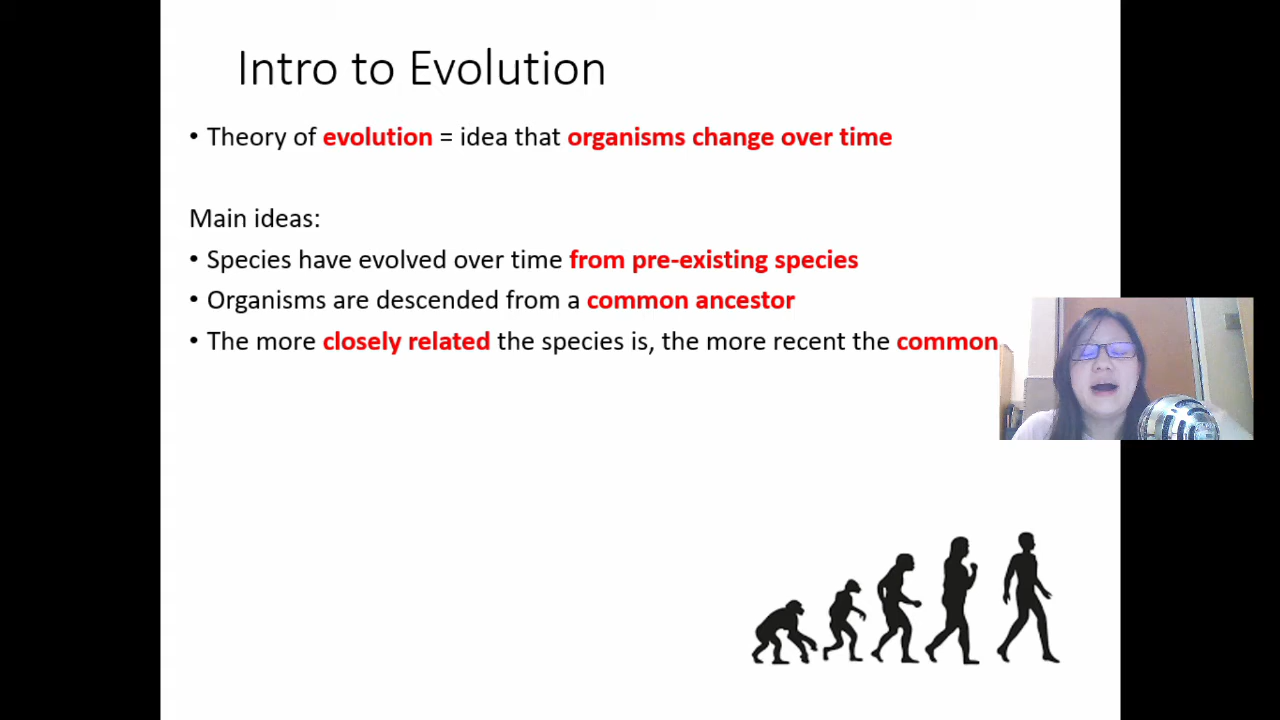 Intro to Evolution
• Theory of evolution = idea that organisms change over time
Main ideas:
• Species have evolved over time from pre-existing species
• Organisms are descended from a common ancestor
• The more closely related the species is, the more recent the common